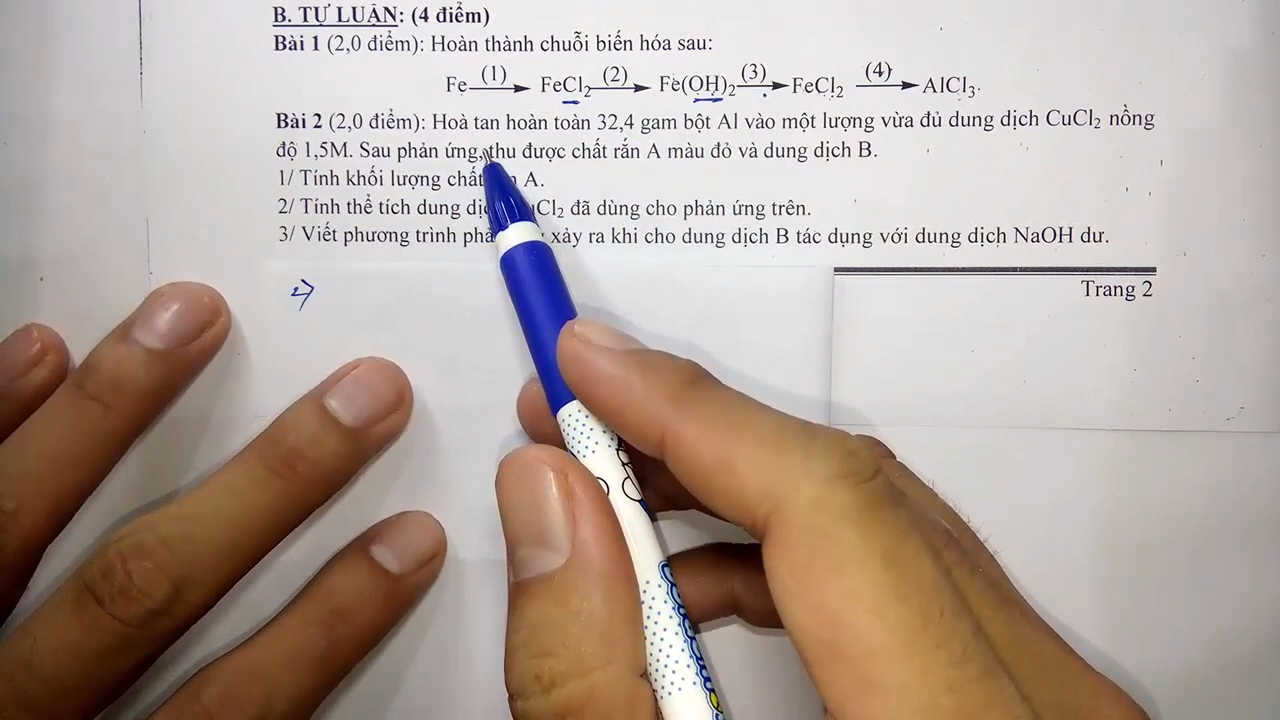 B. TỰ LUẬN: (4 điểm)
Bài 1 (2,0 điểm): Hoàn thành chuỗi biến hóa sau:
Fe (1) FeCl₂ (2) Fe(OH)₂ (3) FeCl₂ (4) AlCl₃.
Bài 2 (2,0 điểm): Hoà tan hoàn toàn 32,4 gam bột Al vào một lượng vừa đủ dung dịch CuCl₂ nồng
độ 1,5M. Sau phản ứng, thu được chất rắn A màu đỏ và dung dịch B.
1/ Tính khối lượng chất A.
2/ Tính thể tích dung đã dùng cho phản ứng trên.
3/ Viết phương trình xảy ra khi cho dung dịch B tác dụng với dung dịch NaOH dư.
Trang 2